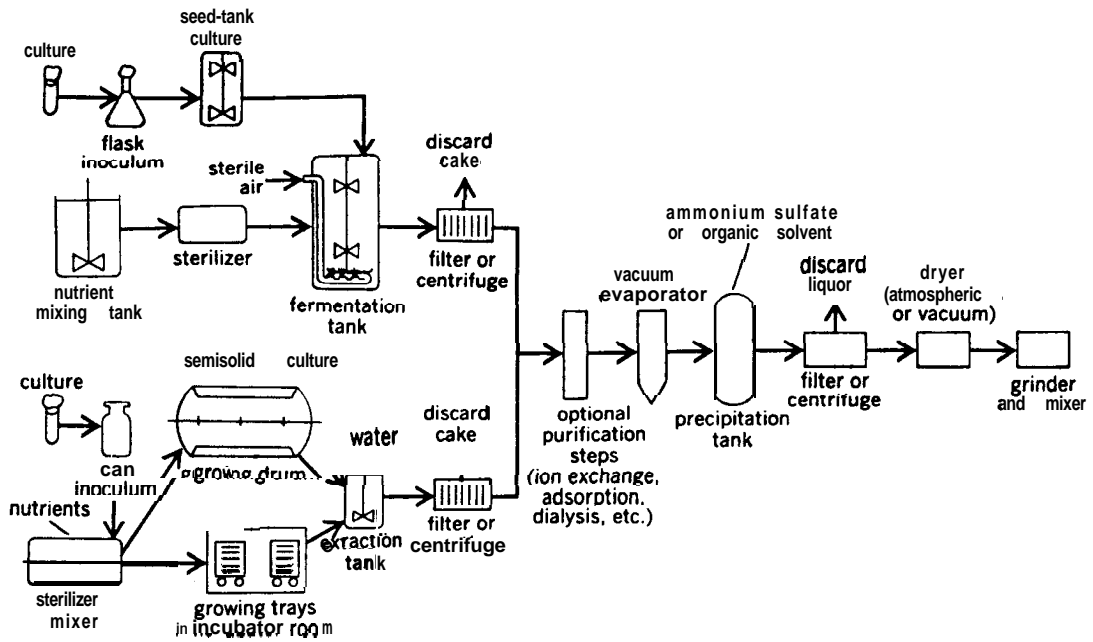 seed-tank
culture
culture
flask
inoculum
sterile
air
discard
cake
sterilizer
nutrient
mixing tank
fermentation
tank
filter or
centrifuge
ammonium sulfate
or organic solvent
vacuum
evaporator
discard
liquor
dryer
(atmospheric
or vacuum)
optional
purification
steps
(ion exchange,
adsorption,
dialysis, etc.)
precipitation
tank
filter or
centrifuge
grinder
and mixer
semisolid culture
culture
can
inoculum
growing drum
water
discard
cake
nutrients
extraction
tank
filter or
centrifuge
sterilizer
mixer
growing trays
in incubator room